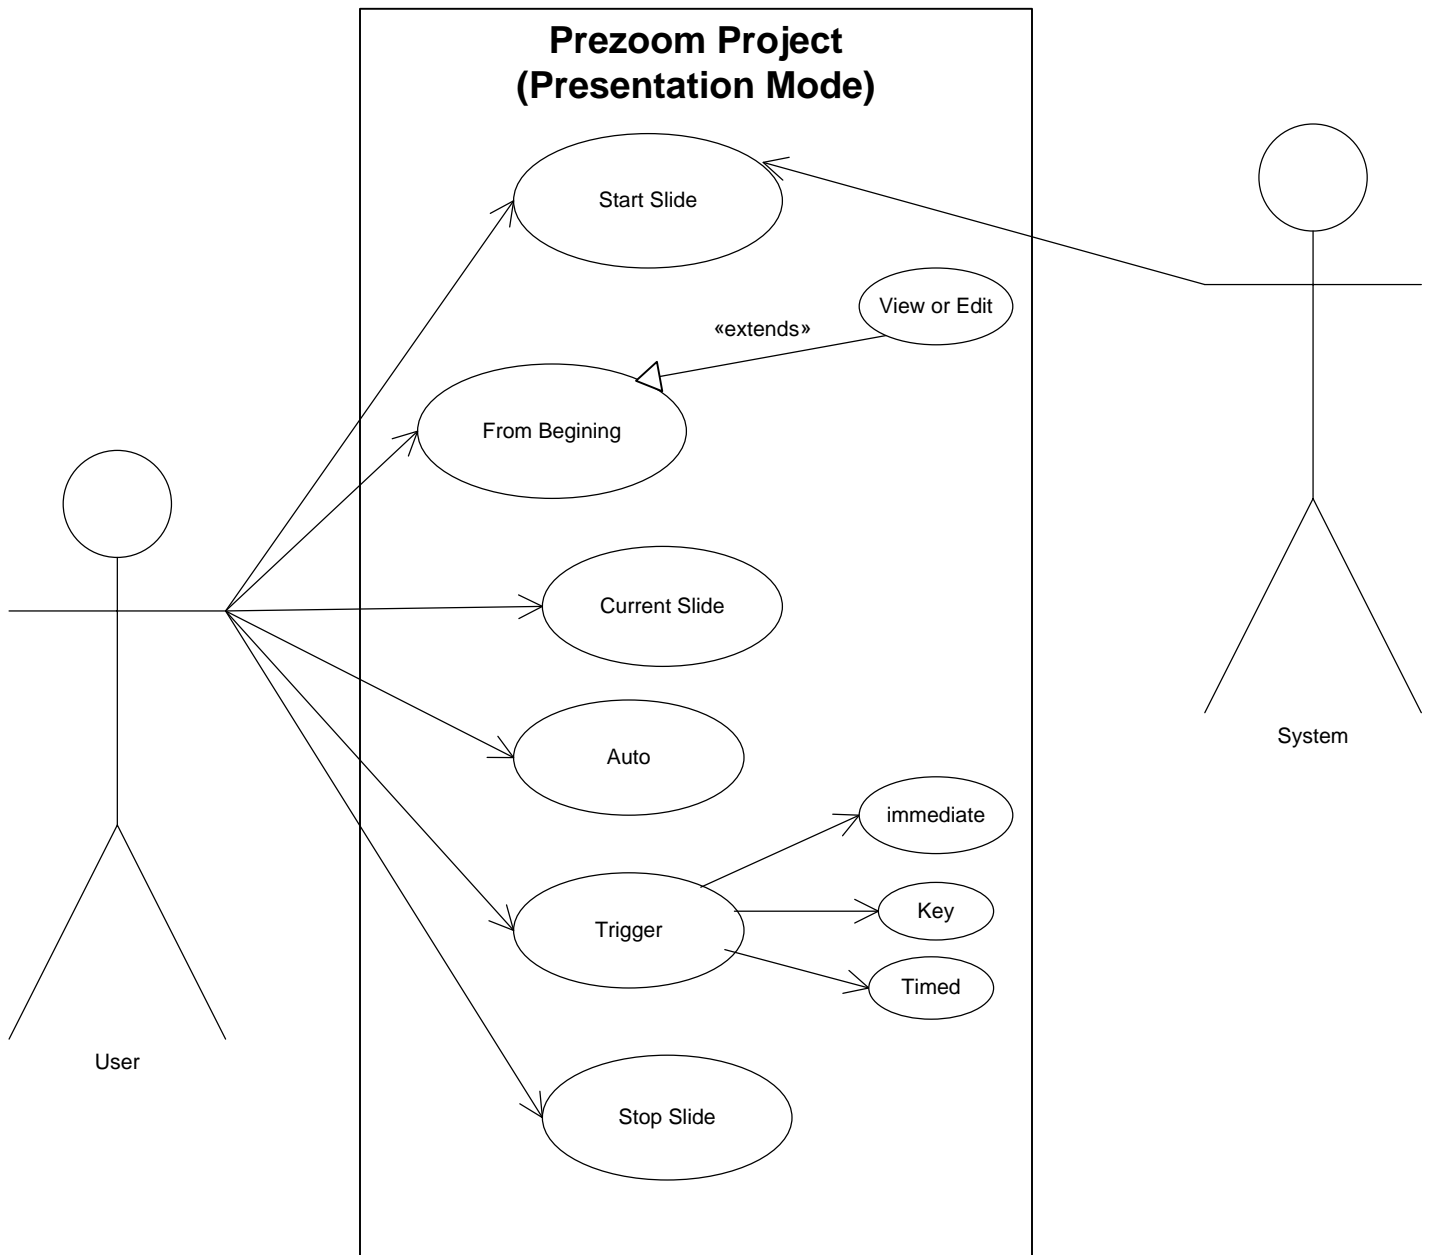 Prezoom Project
(Presentation Mode)
Start Slide
View or Edit
«extends»
From Begining
Current Slide
Auto
System
immediate
Key
Trigger
Timed
User
Stop Slide